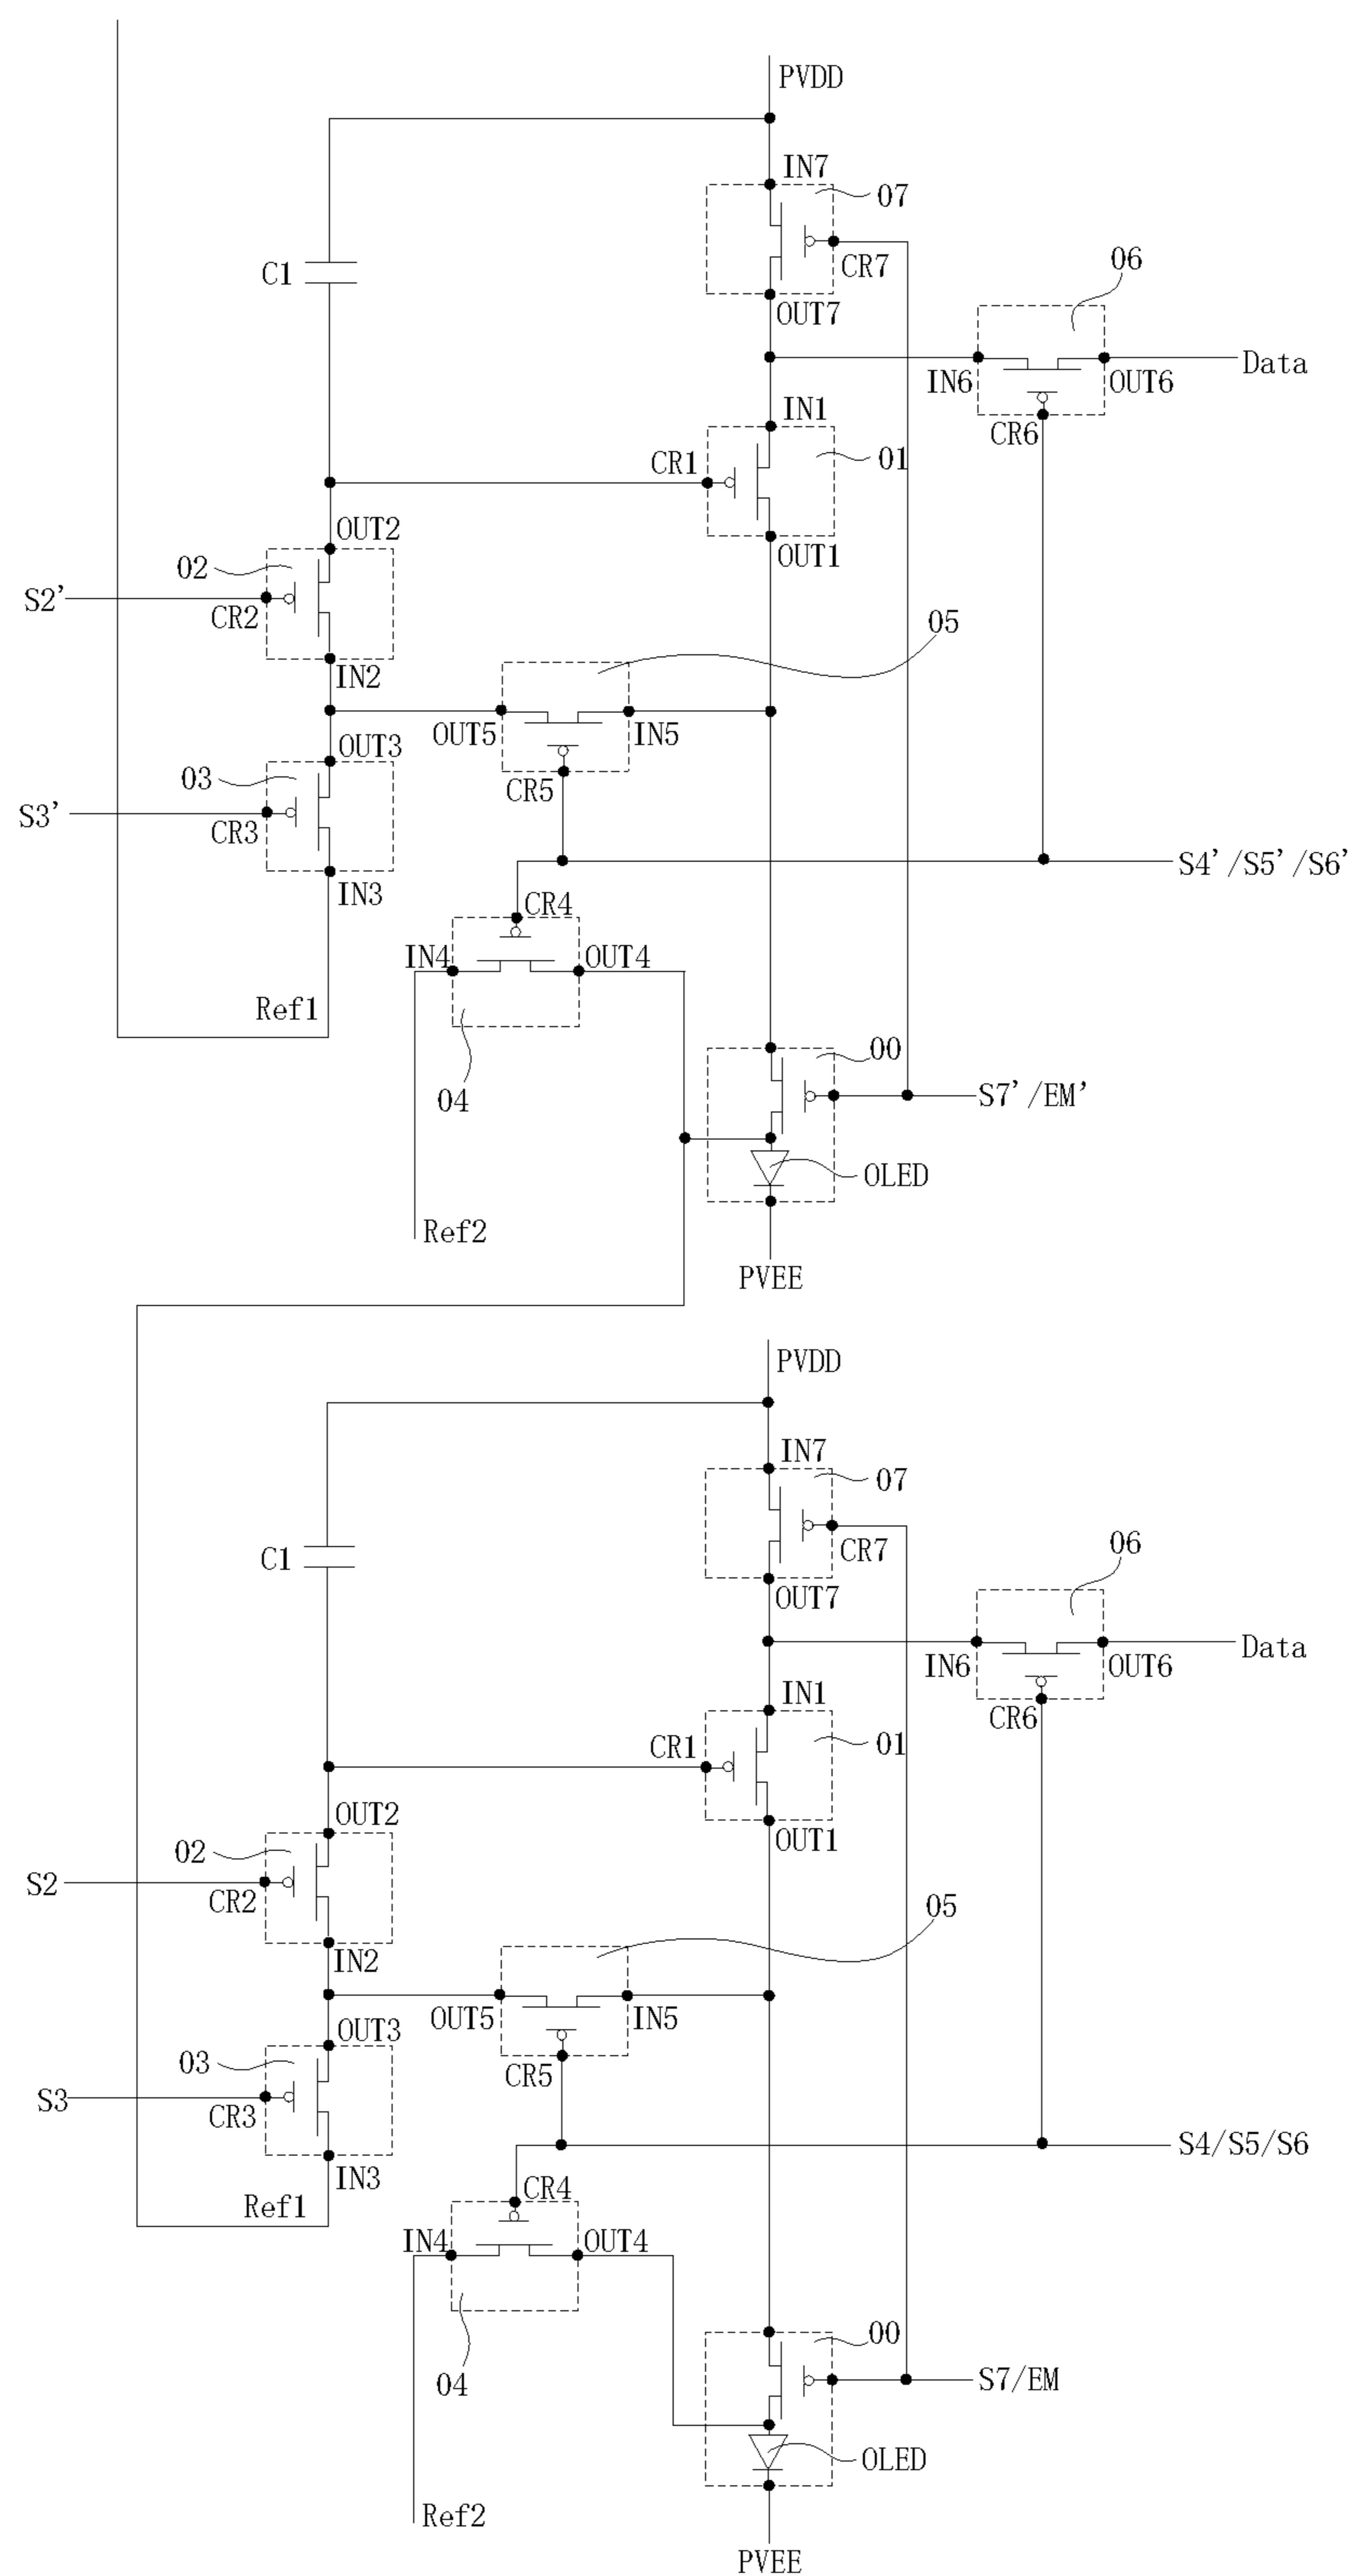 PVDD
IN7
07
C1
CR7
06
OUT7
Data
IN6
OUT6
IN1
CR6
CR1
01
OUT2
OUT1
02
S2'
CR2
05
IN2
OUT5
IN5
OUT3
03
CR5
S3'
CR3
S4'/S5'/S6'
IN3
CR4
IN4
OUT4
Ref1
00
04
S7'/EM'
OLED
Ref2
PVEE
PVDD
IN7
07
C1
CR7
06
OUT7
Data
IN6
OUT6
IN1
CR6
CR1
01
OUT2
OUT1
02
S2
CR2
05
IN2
OUT5
IN5
OUT3
03
CR5
S3
CR3
S4/S5/S6
IN3
CR4
Ref1
IN4
OUT4
00
04
S7/EM
OLED
Ref2
PVEE